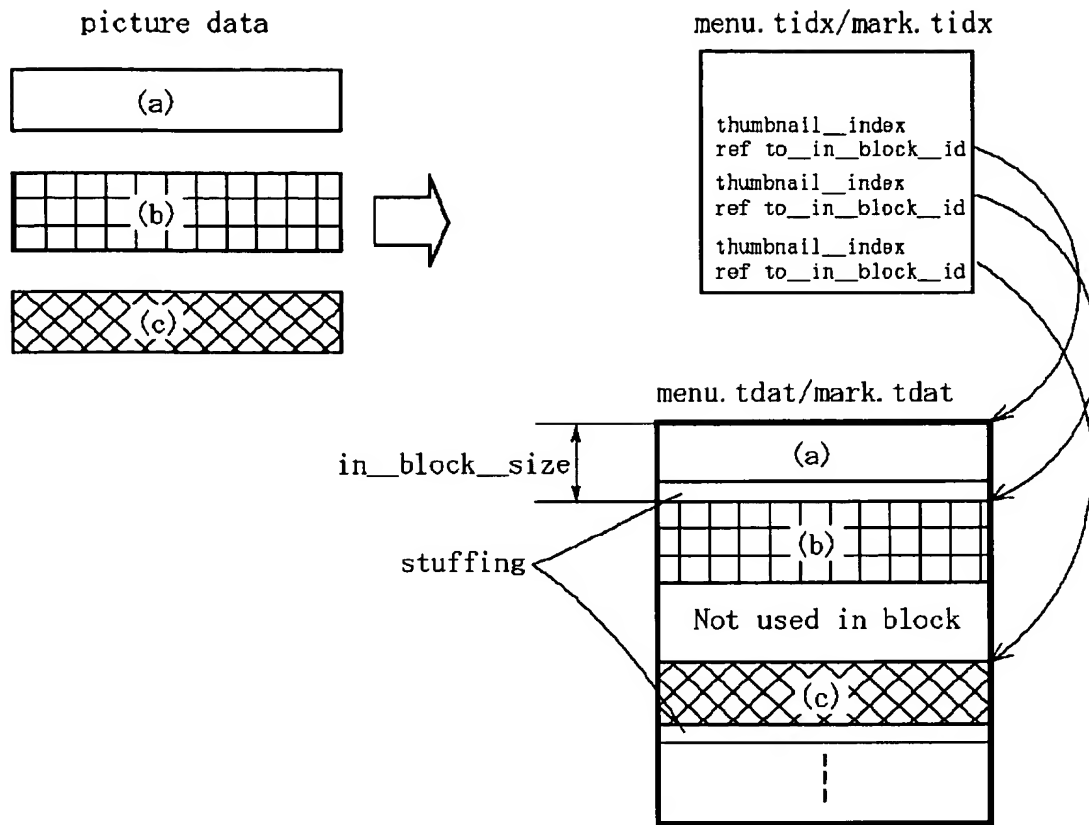 picture data
(a)
(b)
(c)
menu.tidx/mark.tidx
thumbnail__index
ref to__in__block__id
thumbnail__index
ref to__in__block__id
thumbnail__index
ref to__in__block__id
menu.tdat/mark.tdat
in__block__size
(a)
stuffing
(b)
Not used in block
(c)